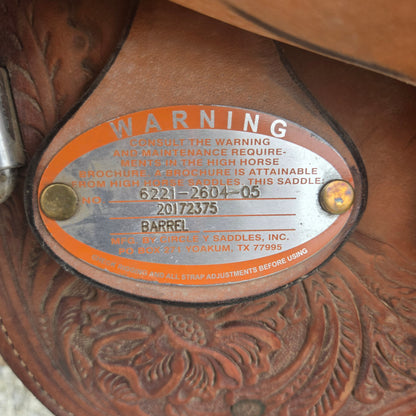 WARNING
CONSULT THE WARNING
AND MAINTENANCE REQUIRE-
MENTS IN THE HIGH HORSE
BROCHURE. A BROCHURE IS ATTAINABLE
FROM HIGH HORSE SADDLES. THIS SADDLE
6221-2604-05
20172375
BARREL
MFG. BY CIRCLE Y SADDLES, INC.
YOAKUM, TX 77995
AND ALL STRAP ADJUSTMENTS BEFORE USING